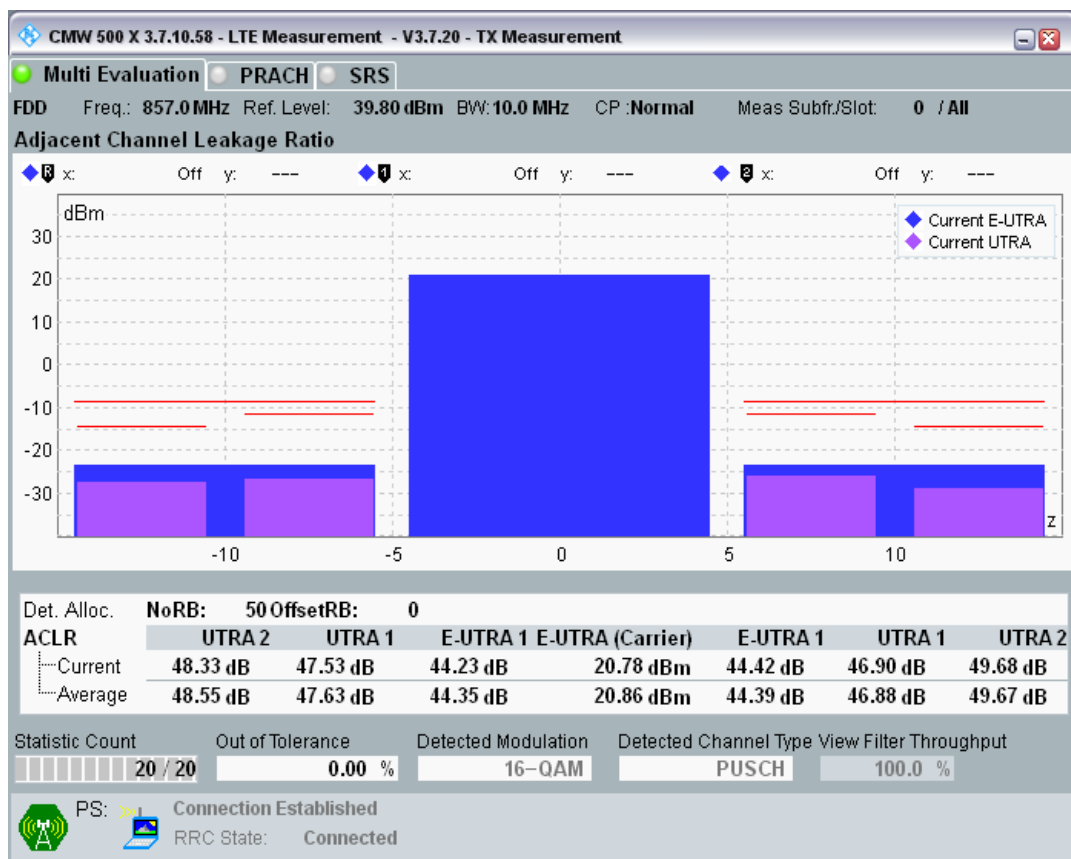 CMW 500 X 3.7.10.58 - LTE Measurement - V3.7.20 - TX Measurement
Multi Evaluation PRACH SRS
FDD Freq.: 857.0 MHz Ref. Level: 39.80 dBm BW: 10.0 MHz CP :Normal Meas Subfr./Slot: 0 / All
Adjacent Channel Leakage Ratio
R x: Off y: --- 1 x: Off y: --- 2 x: Off y: ---
dBm
Current E-UTRA
Current UTRA
30
20
10
0
-10
-20
-30
z
-10 -5 0 5 10
Det. Alloc. NoRB: 50 OffsetRB: 0
ACLR UTRA 2 UTRA 1 E-UTRA 1 E-UTRA (Carrier) E-UTRA 1 UTRA 1 UTRA 2
Current 48.33 dB 47.53 dB 44.23 dB 20.78 dBm 44.42 dB 46.90 dB 49.68 dB
Average 48.55 dB 47.63 dB 44.35 dB 20.86 dBm 44.39 dB 46.88 dB 49.67 dB
Statistic Count Out of Tolerance Detected Modulation Detected Channel Type View Filter Throughput
20 / 20 0.00 % 16-QAM PUSCH 100.0 %
PS: Connection Established
RRC State: Connected